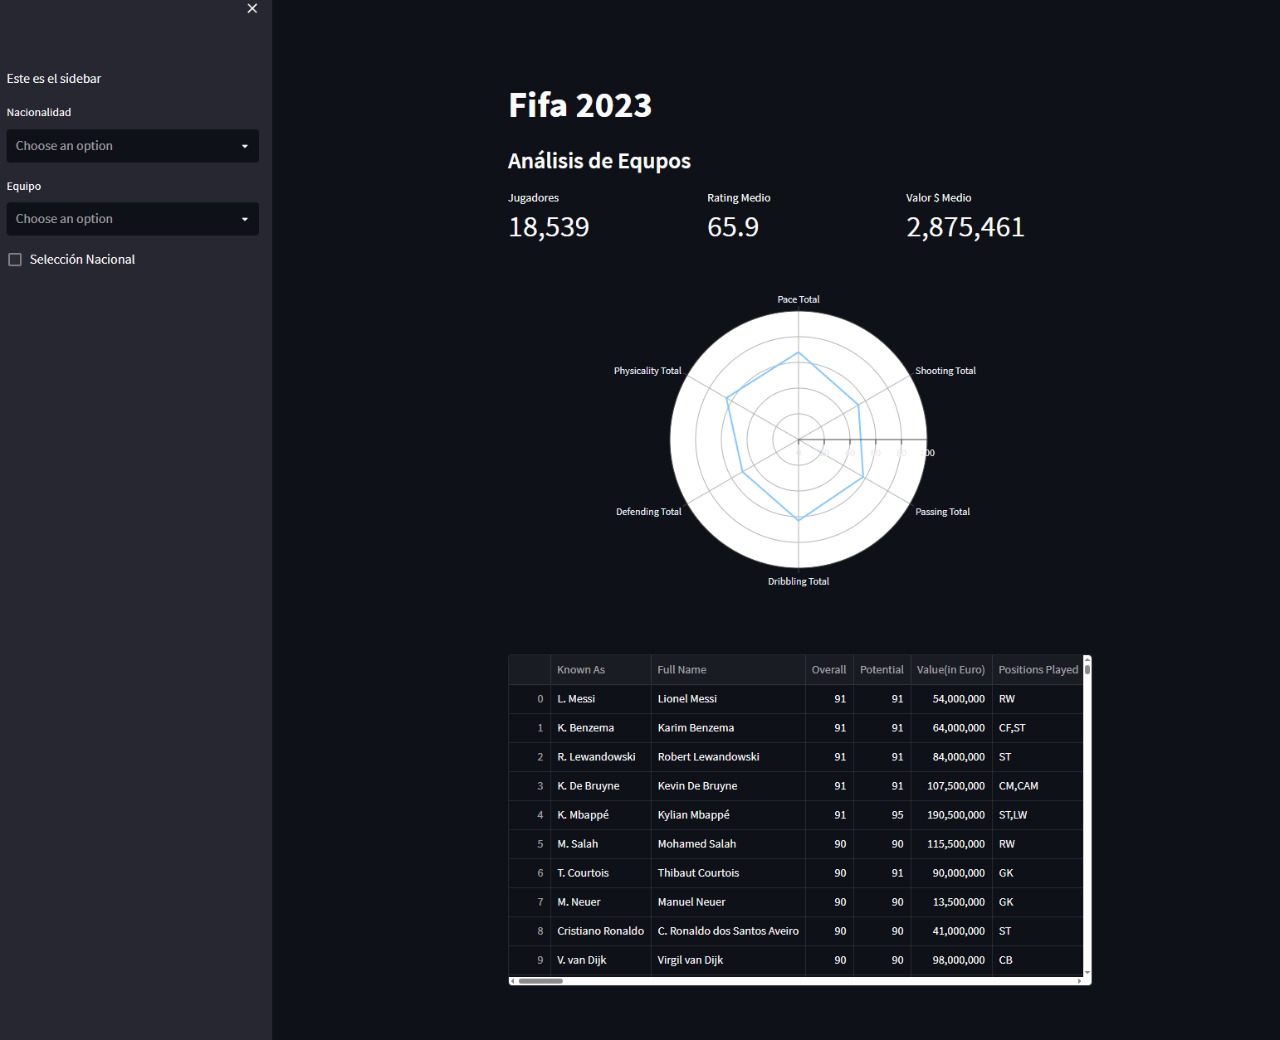 Este es el sidebar
Nacionalidad
Choose an option
Equipo
Choose an option
Selección Nacional
Fifa 2023
Análisis de Equpos
Jugadores Rating Medio Valor $ Medio
18,539 65.9 2,875,461
Pace Total
Physicality Total Shooting Total
100
Defending Total Passing Total
Dribbling Total
Known As Full Name Overall Potential Value(in Euro) Positions Played
0 L. Messi Lionel Messi 91 91 54,000,000 RW
1 K. Benzema Karim Benzema 91 91 64,000,000 CF,ST
2 R. Lewandowski Robert Lewandowski 91 91 84,000,000 ST
3 K. De Bruyne Kevin De Bruyne 91 91 107,500,000 CM,CAM
4 K. Mbappé Kylian Mbappé 91 95 190,500,000 ST,LW
5 M. Salah Mohamed Salah 90 90 115,500,000 RW
6 T. Courtois Thibaut Courtois 90 91 90,000,000 GK
7 M. Neuer Manuel Neuer 90 90 13,500,000 GK
8 Cristiano Ronaldo C. Ronaldo dos Santos Aveiro 90 90 41,000,000 ST
9 V. van Dijk Virgil van Dijk 90 90 98,000,000 CB